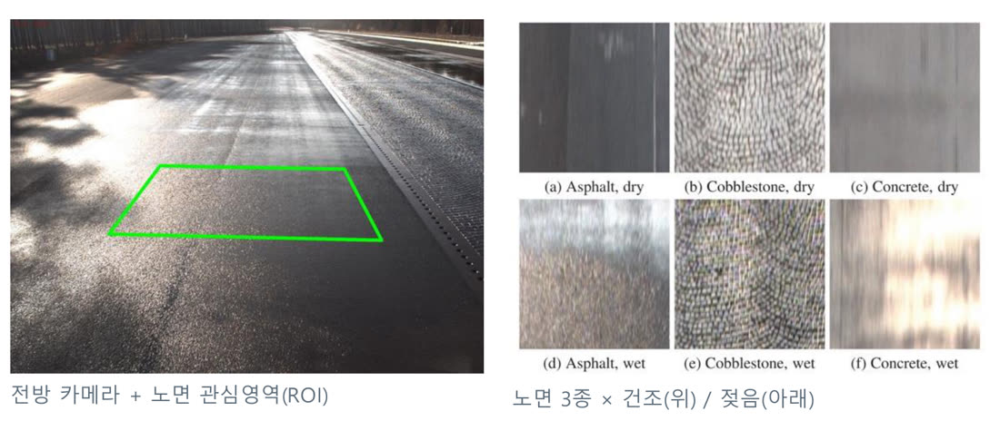 (a) Asphalt, dry
(b) Cobblestone, dry
(c) Concrete, dry
(d) Asphalt, wet
(e) Cobblestone, wet
(f) Concrete, wet
전방 카메라 + 노면 관심영역(ROI)
노면 3종 × 건조(위) / 젖음(아래)